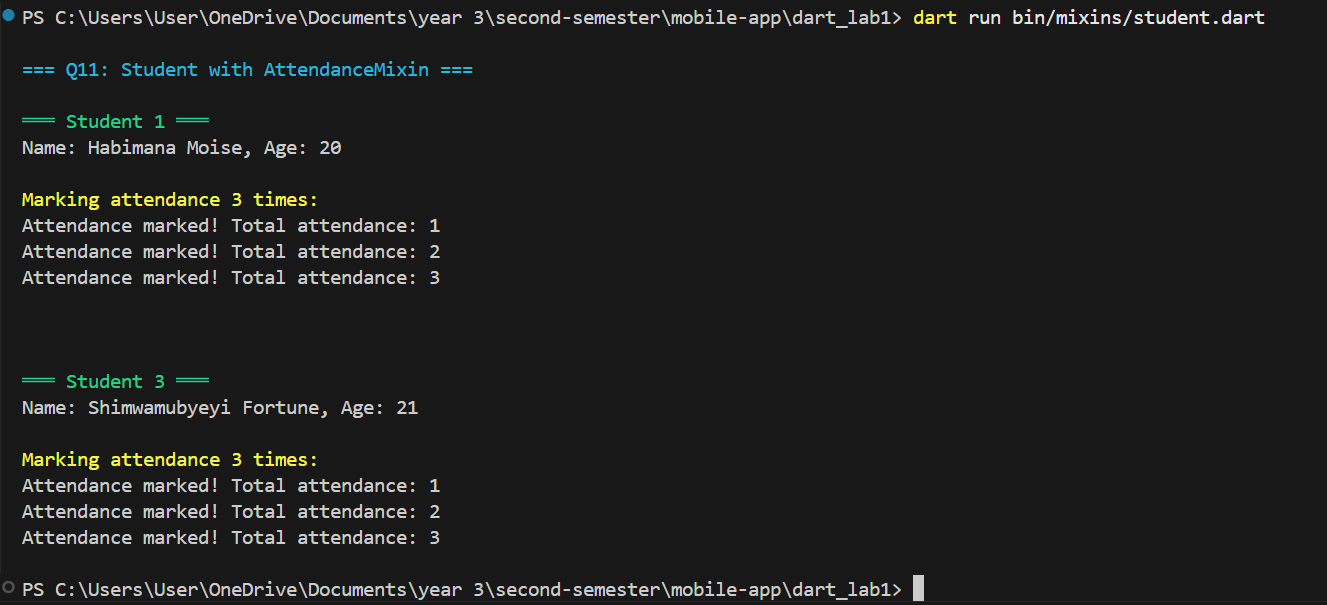 PS C:\Users\User\OneDrive\Documents\year 3\second-semester\mobile-app\dart_lab1> dart run bin/mixins/student.dart
=== Q11: Student with AttendanceMixin ===
═══ Student 1 ═══
Name: Habimana Moise, Age: 20
Marking attendance 3 times:
Attendance marked! Total attendance: 1
Attendance marked! Total attendance: 2
Attendance marked! Total attendance: 3
═══ Student 3 ═══
Name: Shimwamubyeyi Fortune, Age: 21
Marking attendance 3 times:
Attendance marked! Total attendance: 1
Attendance marked! Total attendance: 2
Attendance marked! Total attendance: 3
PS C:\Users\User\OneDrive\Documents\year 3\second-semester\mobile-app\dart_lab1>